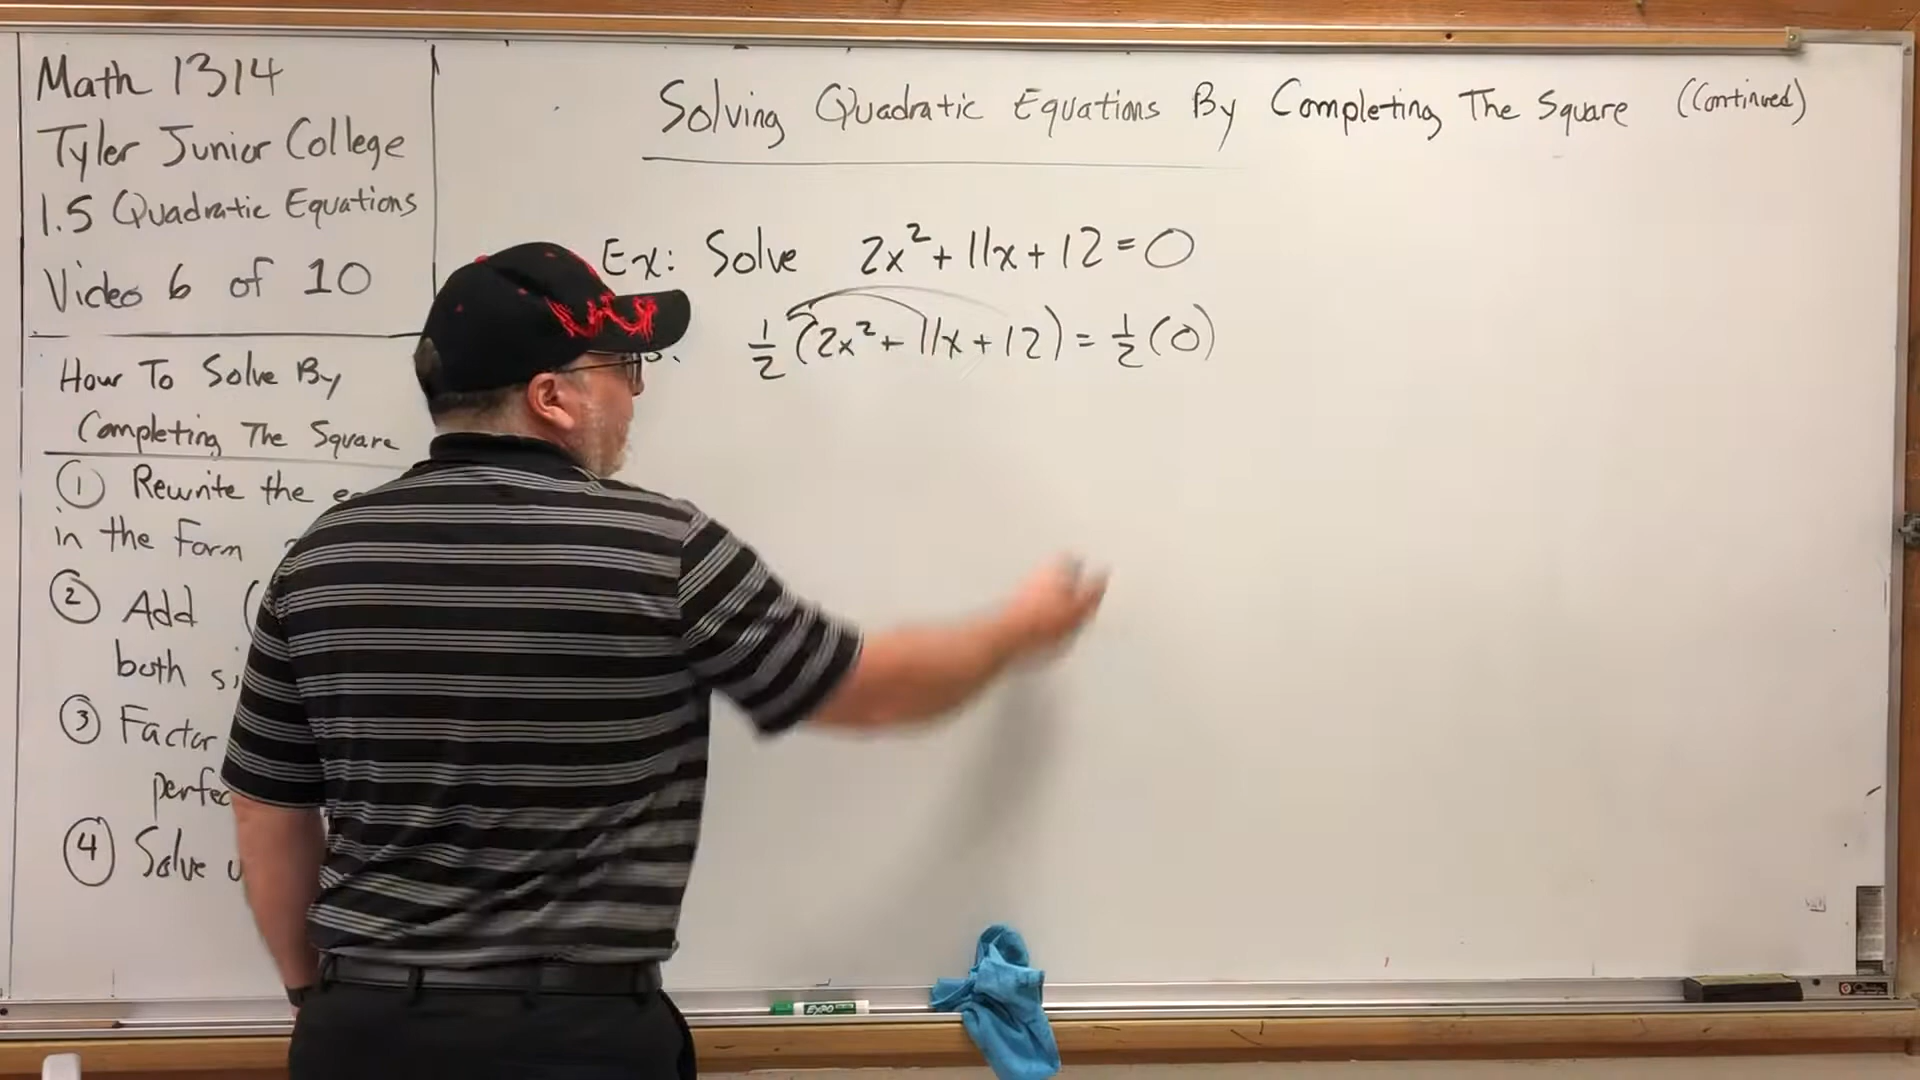 Math 1314
Tyler Junior College
1.5 Quadratic Equations
Video 6 of 10
How To Solve By
Completing The Square
① Rewrite the
in the Form
② Add (
both
③ Factor
④ Solve
Solving Quadratic Equations By Completing The Square (Continued)
Ex: Solve 2x² + 11x + 12 = 0
1/2 (2x² + 11x + 12) = 1/2 (0)
EXPO